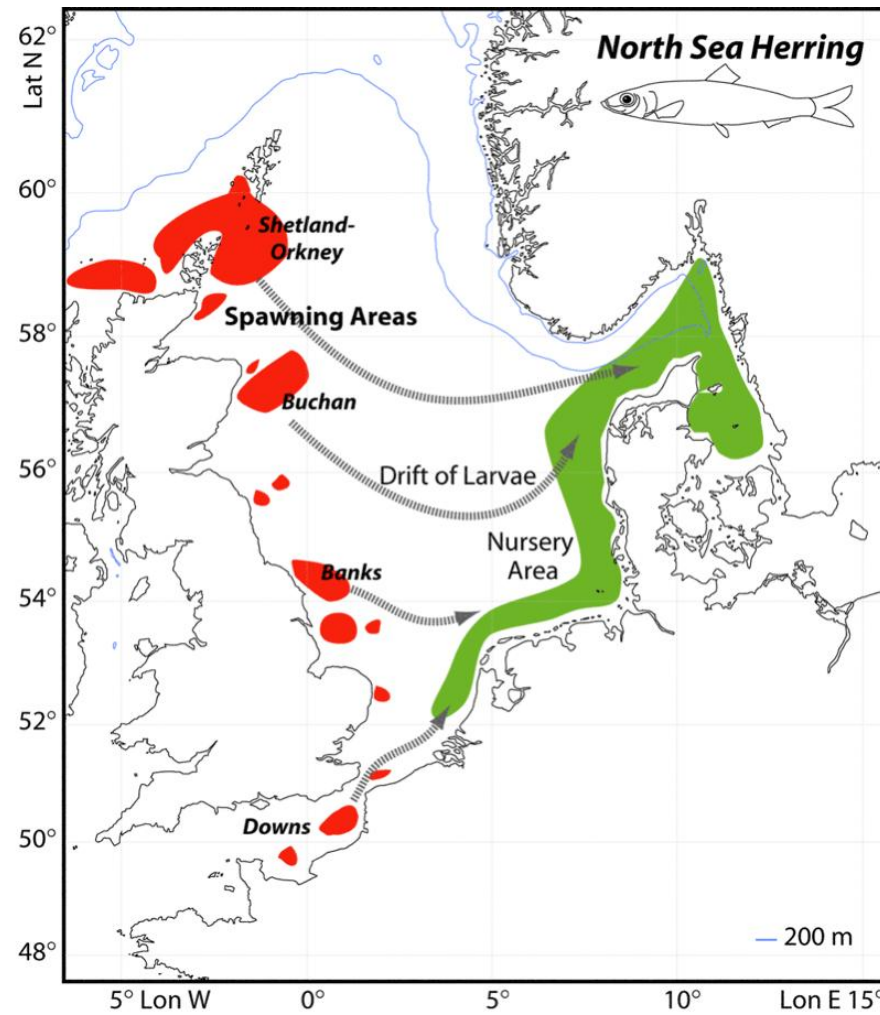 North Sea Herring
Lat N
62°
60°
58°
56°
54°
52°
50°
48°
Shetland-
Orkney
Spawning Areas
Buchan
Drift of Larvae
Nursery
Area
Banks
Downs
200 m
5° Lon W
0°
5°
10°
Lon E 15°